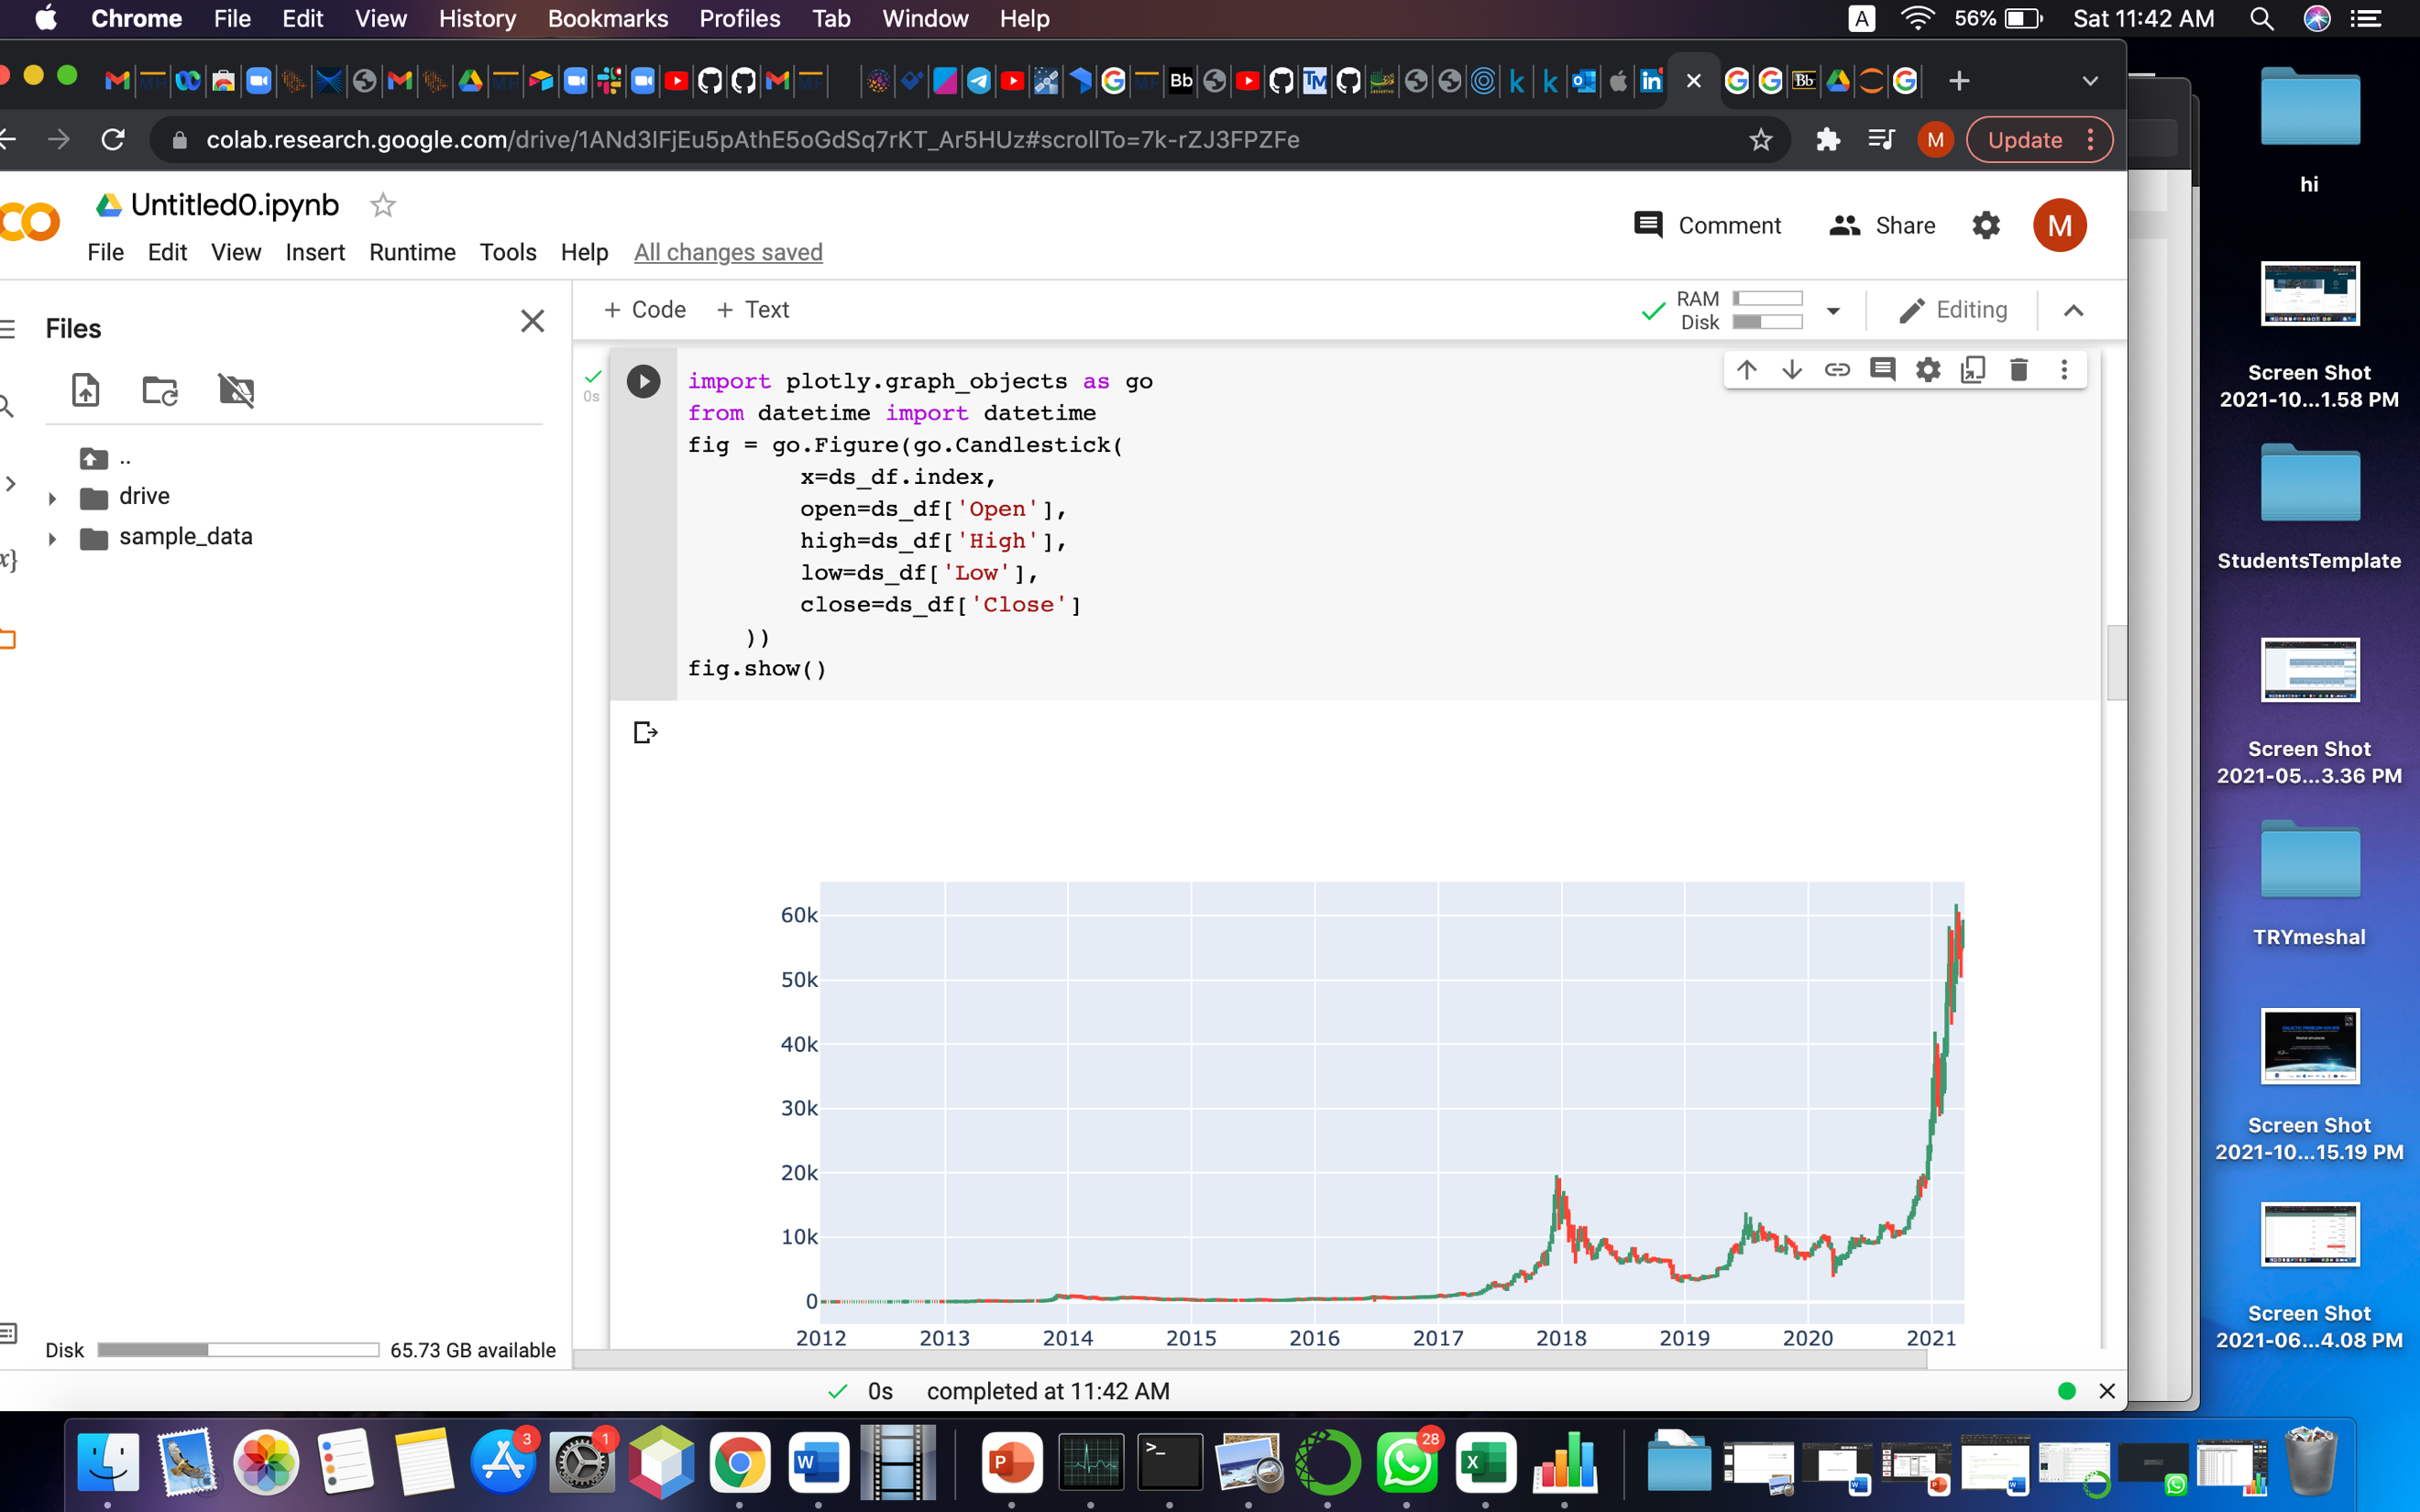 Chrome File Edit View History Bookmarks Profiles Tab Window Help A 56% Sat 11:42 AM
colab.research.google.com/drive/1ANd3IFjEu5pAthE5oGdSq7rKT_Ar5HUz#scrollTo=7k-rZJ3FPZFe M Update
Untitled0.ipynb
Comment Share M
File Edit View Insert Runtime Tools Help All changes saved
Files
+ Code + Text
RAM
Disk
Editing
..
drive
sample_data
0s
import plotly.graph_objects as go
from datetime import datetime
fig = go.Figure(go.Candlestick(
x=ds_df.index,
open=ds_df['Open'],
high=ds_df['High'],
low=ds_df['Low'],
close=ds_df['Close']
))
fig.show()
60k
50k
40k
30k
20k
10k
0
2012 2013 2014 2015 2016 2017 2018 2019 2020 2021
Disk 65.73 GB available
0s completed at 11:42 AM
hi
Screen Shot
2021-10...1.58 PM
StudentsTemplate
Screen Shot
2021-05...3.36 PM
TRYmeshal
Screen Shot
2021-10...15.19 PM
Screen Shot
2021-06...4.08 PM
3 1 28